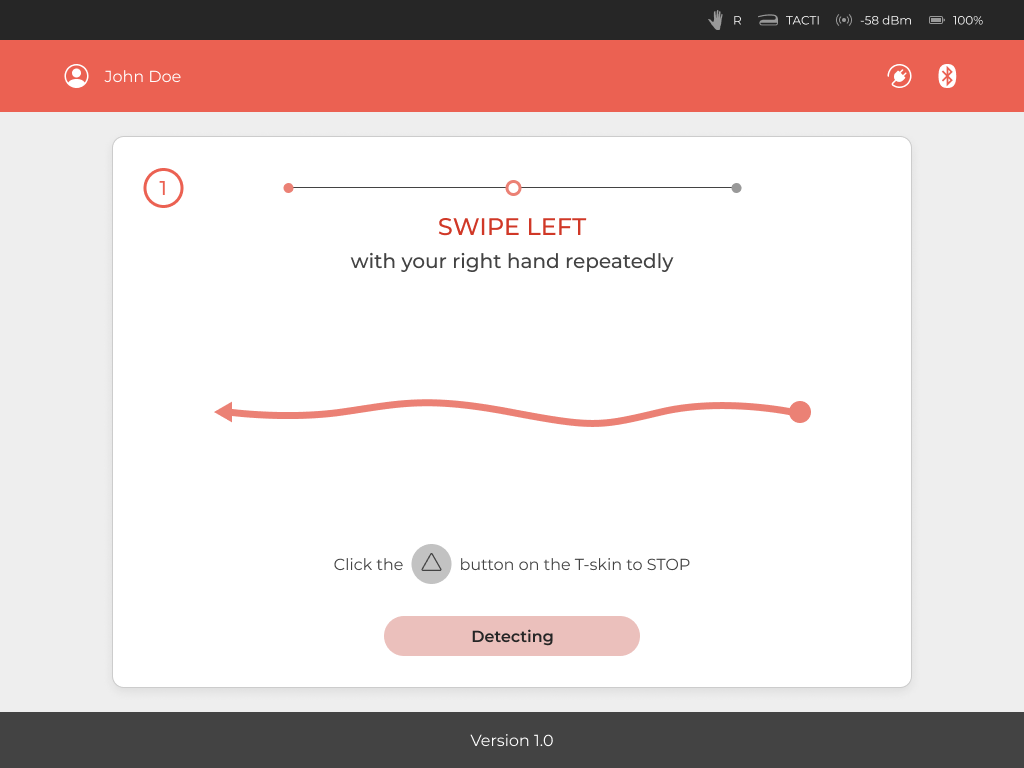 R TACTI -58 dBm 100%
John Doe
1
SWIPE LEFT
with your right hand repeatedly
Click the button on the T-skin to STOP
Detecting
Version 1.0